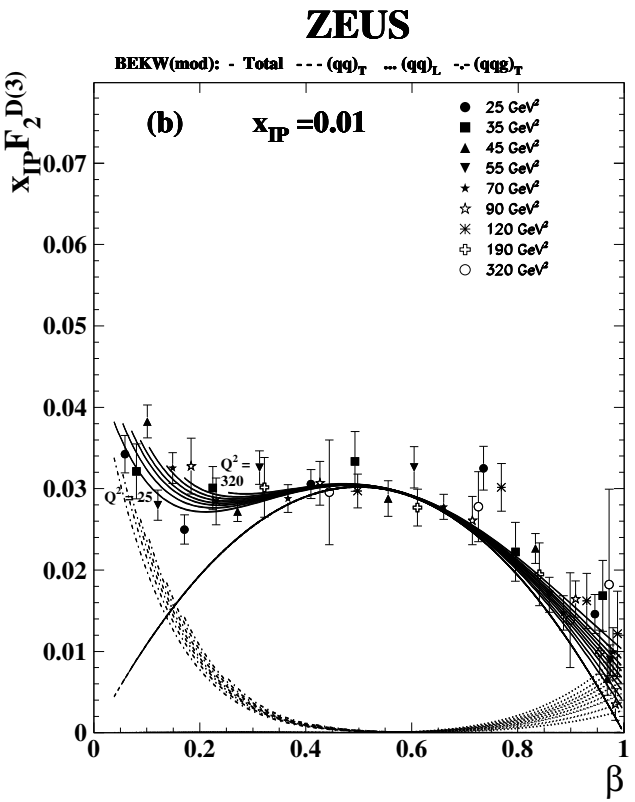 ZEUS
BEKW(mod): - Total --- (qq)T ... (qq)L -.- (qqg)T
xIPF2D(3)
(b) xIP =0.01
25 GeV²
35 GeV²
45 GeV²
55 GeV²
70 GeV²
90 GeV²
120 GeV²
190 GeV²
320 GeV²
0.07
0.06
0.05
0.04
0.03
0.02
0.01
0
Q² =
320
Q² = 25
0 0.2 0.4 0.6 0.8 1
β